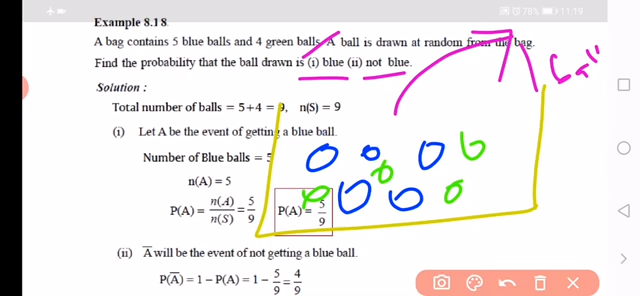 78% 11:19
Example 8.18
A bag contains 5 blue balls and 4 green balls. A ball is drawn at random from the bag.
Find the probability that the ball drawn is (i) blue (ii) not blue.
Solution :
Total number of balls = 5+4 = 9, n(S) = 9
(i) Let A be the event of getting a blue ball.
Number of Blue balls = 5
n(A) = 5
P(A) = n(A)/n(S) = 5/9 P(A) = 5/9
(ii) A̅ will be the event of not getting a blue ball.
P(A̅) = 1 − P(A) = 1 − 5/9 = 4/9